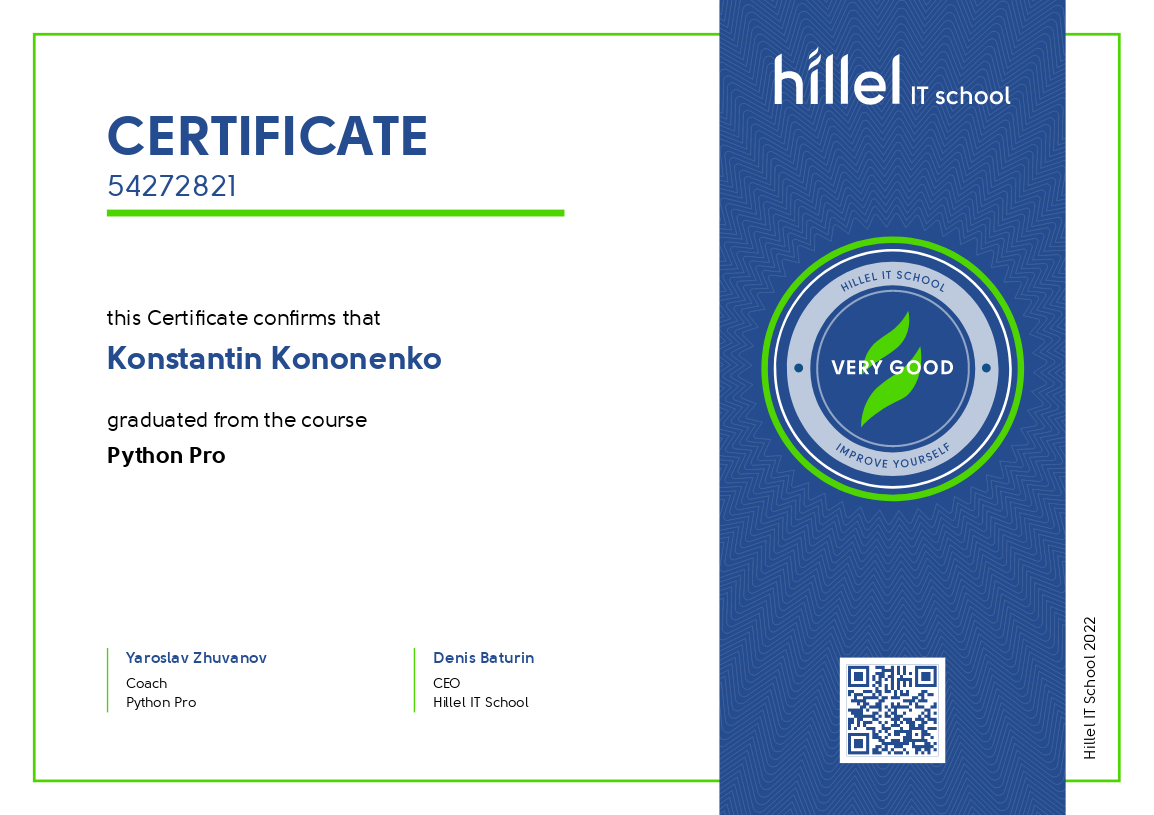 CERTIFICATE
54272821
this Certificate confirms that
Konstantin Kononenko
graduated from the course
Python Pro
Yaroslav Zhuvanov
Coach
Python Pro
Denis Baturin
CEO
Hillel IT School
hillel IT school
HILLEL IT SCHOOL
VERY GOOD
IMPROVE YOURSELF
Hillel IT School 2022